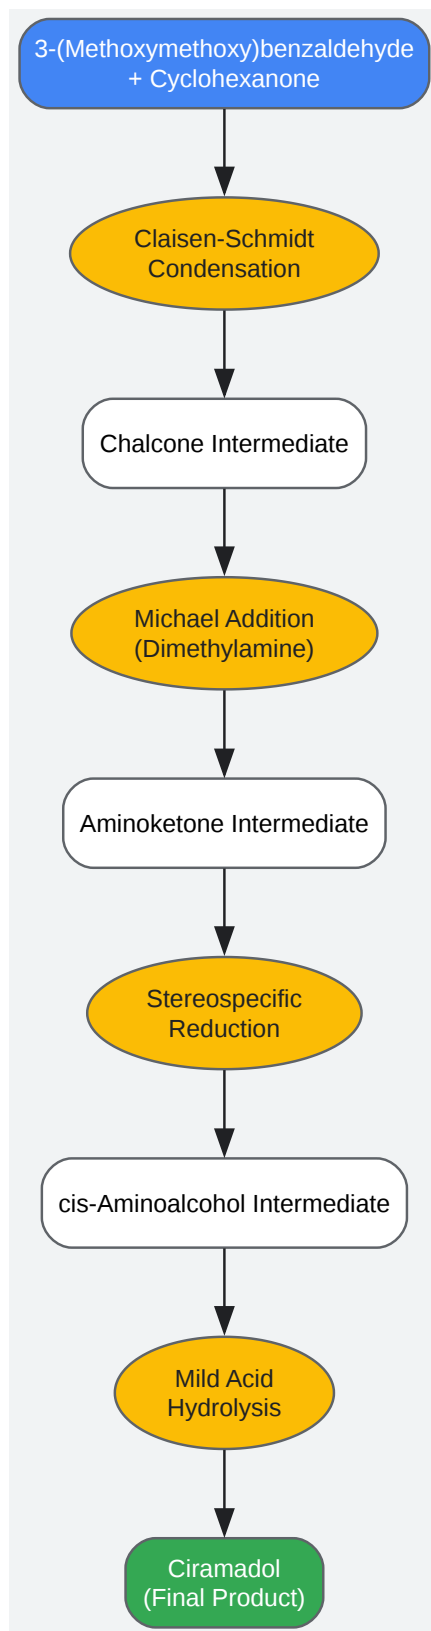 3-(Methoxymethoxy)benzaldehyde
+ Cyclohexanone
Claisen-Schmidt
Condensation
Chalcone Intermediate
Michael Addition
(Dimethylamine)
Aminoketone Intermediate
Stereospecific
Reduction
cis-Aminoalcohol Intermediate
Mild Acid
Hydrolysis
Ciramadol
(Final Product)